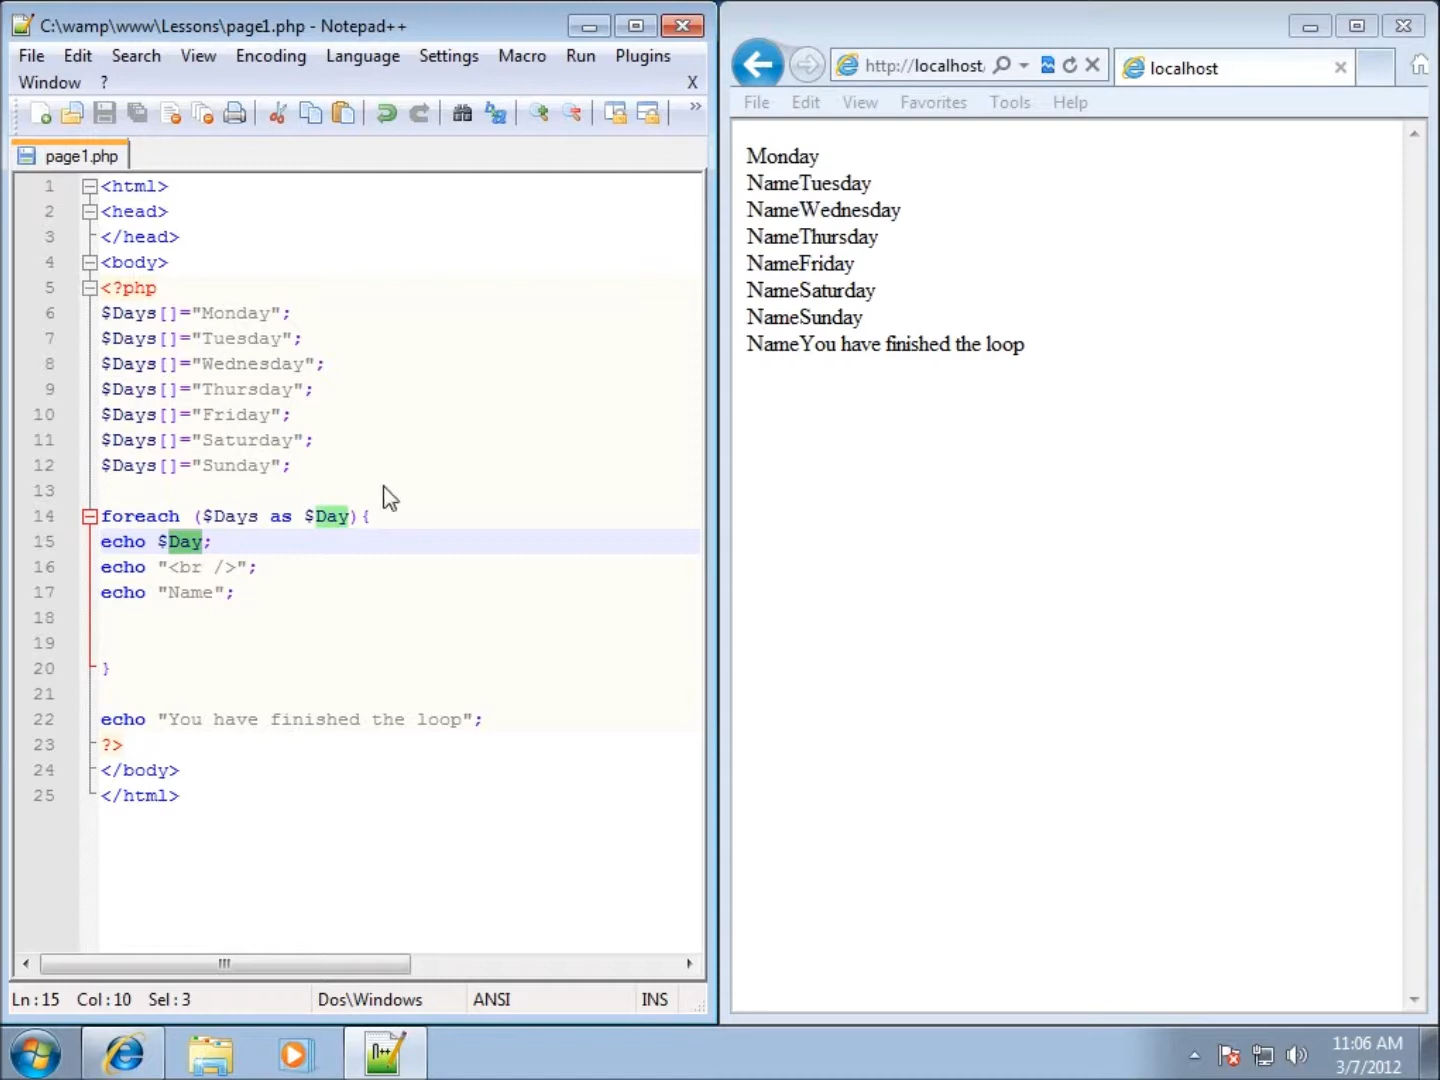 C:\wamp\www\Lessons\page1.php - Notepad++
File Edit Search View Encoding Language Settings Macro Run Plugins
Window ? X
page1.php
1 <html>
2 <head>
3 </head>
4 <body>
5 <?php
6 $Days[]="Monday";
7 $Days[]="Tuesday";
8 $Days[]="Wednesday";
9 $Days[]="Thursday";
10 $Days[]="Friday";
11 $Days[]="Saturday";
12 $Days[]="Sunday";
13
14 foreach ($Days as $Day){
15 echo $Day;
16 echo "<br />";
17 echo "Name";
18
19
20 }
21
22 echo "You have finished the loop";
23 ?>
24 </body>
25 </html>
Ln:15 Col:10 Sel:3 Dos\Windows ANSI INS
http://localhost, localhost
File Edit View Favorites Tools Help
Monday
NameTuesday
NameWednesday
NameThursday
NameFriday
NameSaturday
NameSunday
NameYou have finished the loop
11:06 AM
3/7/2012